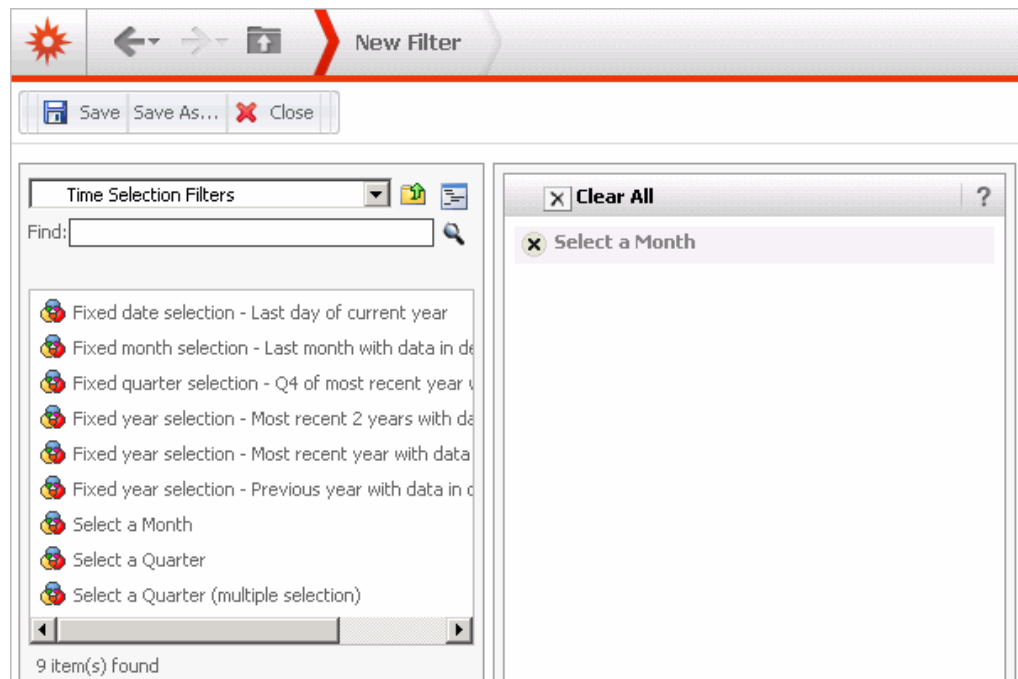 New Filter
Save Save As... Close
Time Selection Filters
Find:
Fixed date selection - Last day of current year
Fixed month selection - Last month with data in de
Fixed quarter selection - Q4 of most recent year
Fixed year selection - Most recent 2 years with da
Fixed year selection - Most recent year with data
Fixed year selection - Previous year with data in
Select a Month
Select a Quarter
Select a Quarter (multiple selection)
9 item(s) found
Clear All ?
Select a Month